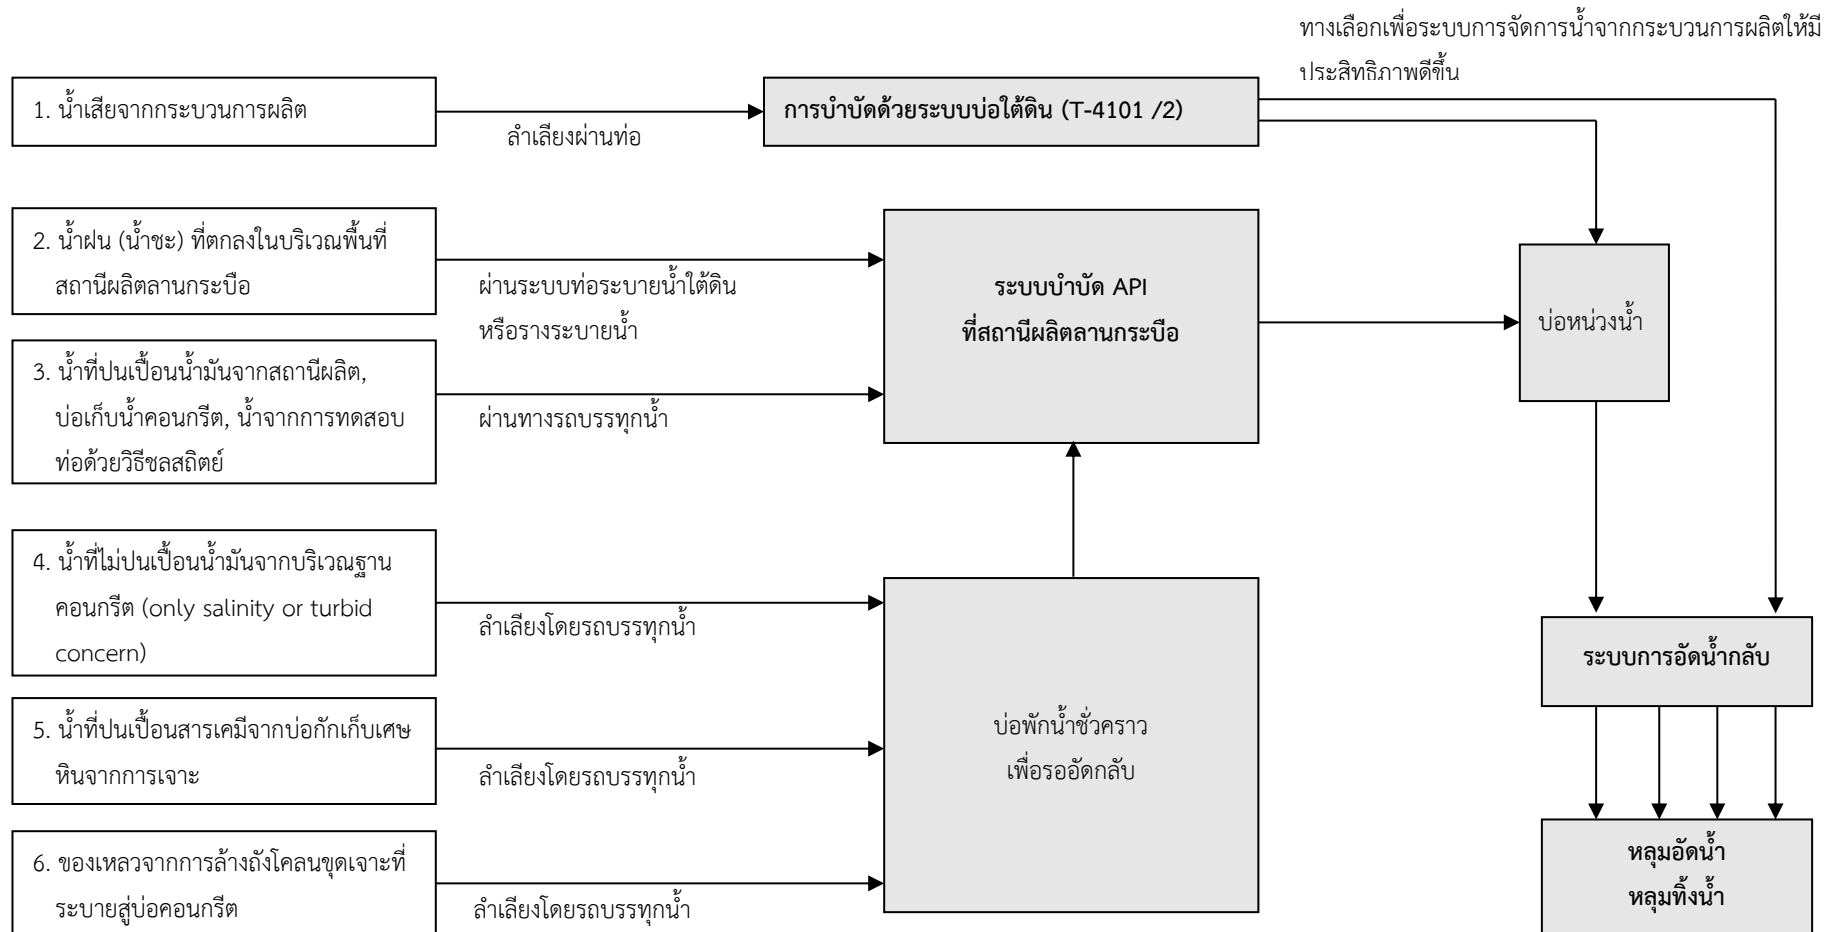 ทางเลือกเพื่อระบบการจัดการน้ำจากกระบวนการผลิตให้มี
ประสิทธิภาพดีขึ้น
1. น้ำเสียจากกระบวนการผลิต
ลำเลียงผ่านท่อ
การบำบัดด้วยระบบบ่อใต้ดิน (T-4101 /2)
2. น้ำฝน (น้ำชะ) ที่ตกลงในบริเวณพื้นที่
สถานีผลิตลานกระบือ
ผ่านระบบท่อระบายน้ำใต้ดิน
หรือรางระบายน้ำ
3. น้ำที่ปนเปื้อนน้ำมันจากสถานีผลิต,
บ่อเก็บน้ำคอนกรีต, น้ำจากการทดสอบ
ท่อด้วยวิธีชลสถิตย์
ผ่านทางรถบรรทุกน้ำ
ระบบบำบัด API
ที่สถานีผลิตลานกระบือ
บ่อหน่วงน้ำ
4. น้ำที่ไม่ปนเปื้อนน้ำมันจากบริเวณฐาน
คอนกรีต (only salinity or turbid
concern)
ลำเลียงโดยรถบรรทุกน้ำ
5. น้ำที่ปนเปื้อนสารเคมีจากบ่อกักเก็บเศษ
หินจากการเจาะ
ลำเลียงโดยรถบรรทุกน้ำ
6. ของเหลวจากการล้างถังโคลนขุดเจาะที่
ระบายสู่บ่อคอนกรีต
ลำเลียงโดยรถบรรทุกน้ำ
บ่อพักน้ำชั่วคราว
เพื่อรออัดกลับ
ระบบการอัดน้ำกลับ
หลุมอัดน้ำ
หลุมทิ้งน้ำ